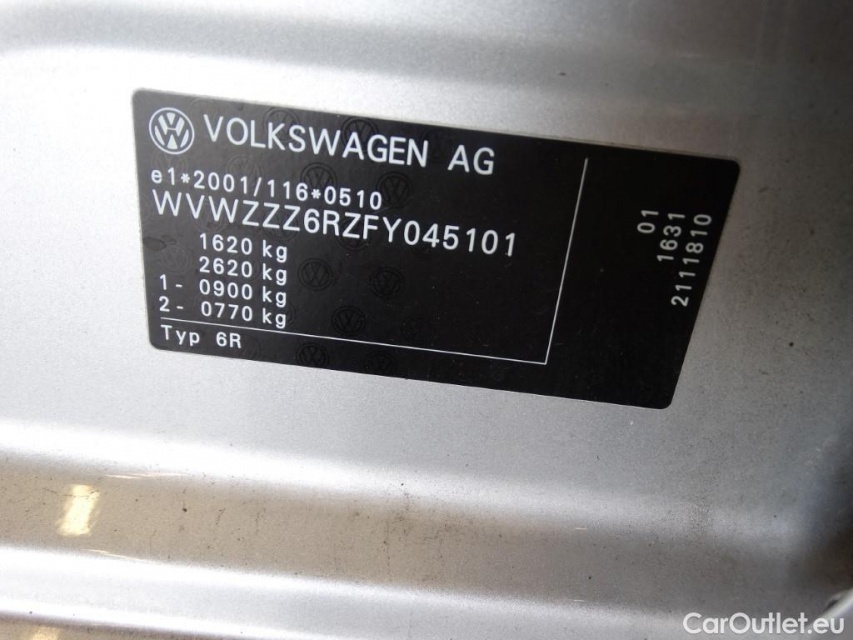 VOLKSWAGEN AG
e1*2001/116*0510
WVWZZZ6RZFY045101
1620 kg
2620 kg
1- 0900 kg
2- 0770 kg
Typ 6R
01
1631
2111810
CarOutlet.eu